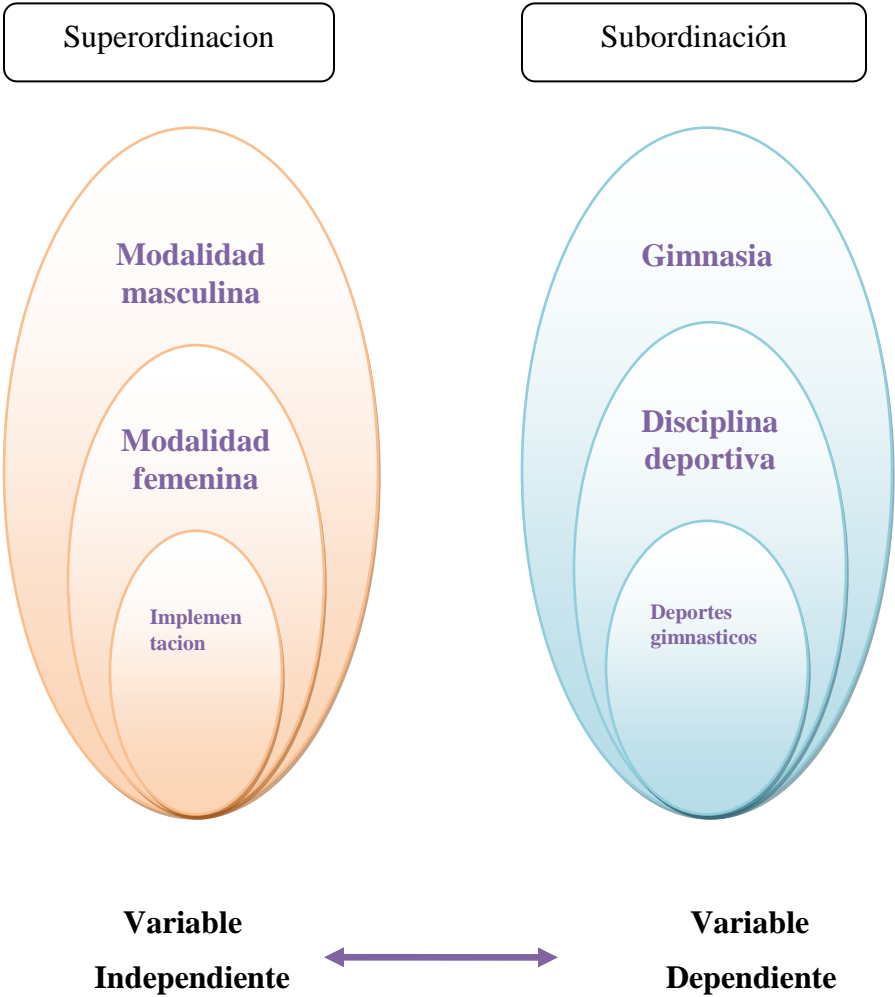 Superordinacion
Subordinación
Modalidad
masculina
Modalidad
femenina
Implemen
tacion
Gimnasia
Disciplina
deportiva
Deportes
gimnasticos
Variable
Independiente
Variable
Dependiente